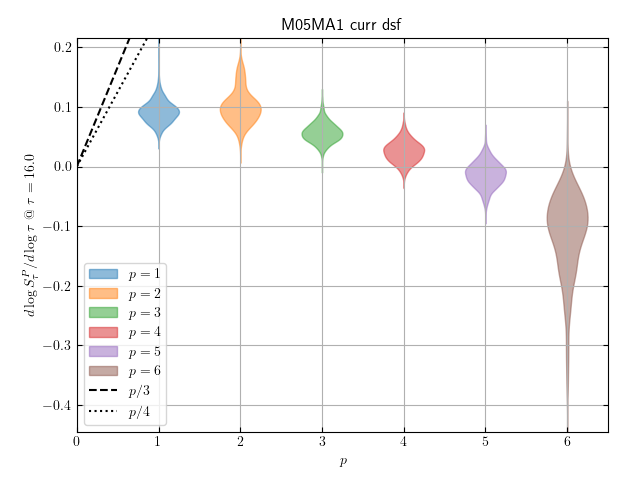 M05MA1 curr dsf
d log S_τ^P / d log τ @ τ = 16.0
0.2
0.1
0.0
−0.1
−0.2
−0.3
−0.4
p = 1
p = 2
p = 3
p = 4
p = 5
p = 6
p/3
p/4
0 1 2 3 4 5 6
p